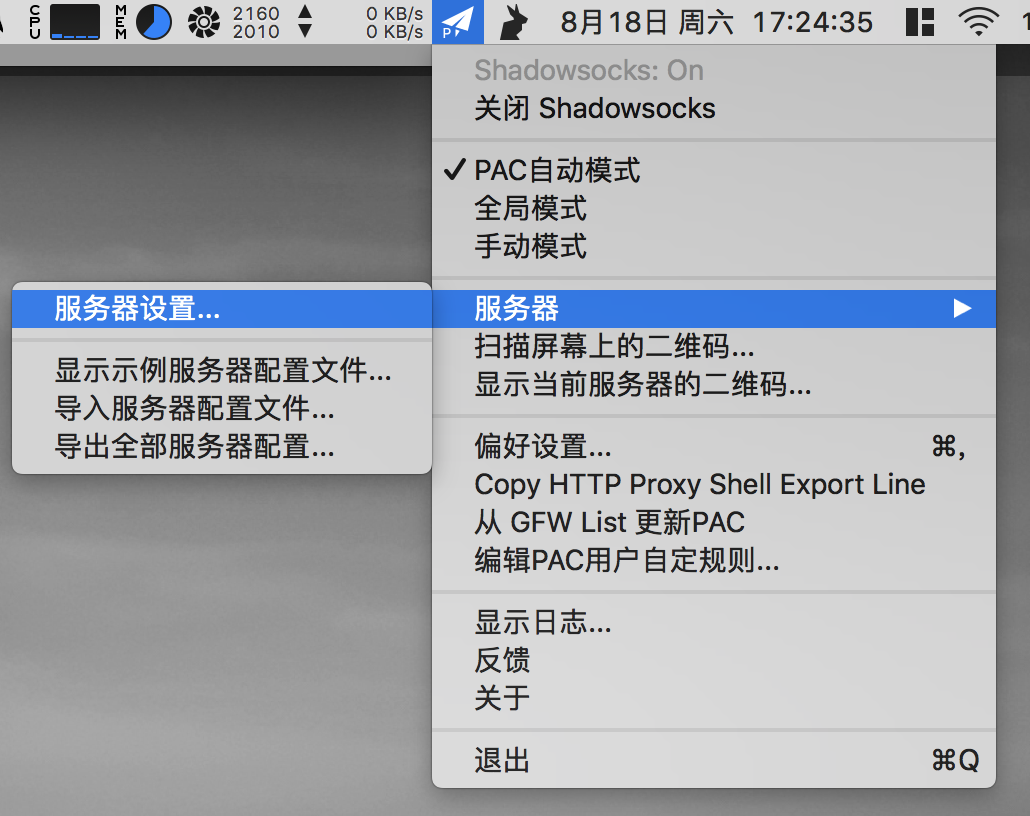 CPU
MEM
2160
2010
0 KB/s
0 KB/s
P
8月18日 周六 17:24:35
Shadowsocks: On
关闭 Shadowsocks
✓ PAC自动模式
全局模式
手动模式
服务器
扫描屏幕上的二维码...
显示当前服务器的二维码...
偏好设置... ⌘,
Copy HTTP Proxy Shell Export Line
从 GFW List 更新PAC
编辑PAC用户自定规则...
显示日志...
反馈
关于
退出 ⌘Q
服务器设置...
显示示例服务器配置文件...
导入服务器配置文件...
导出全部服务器配置...